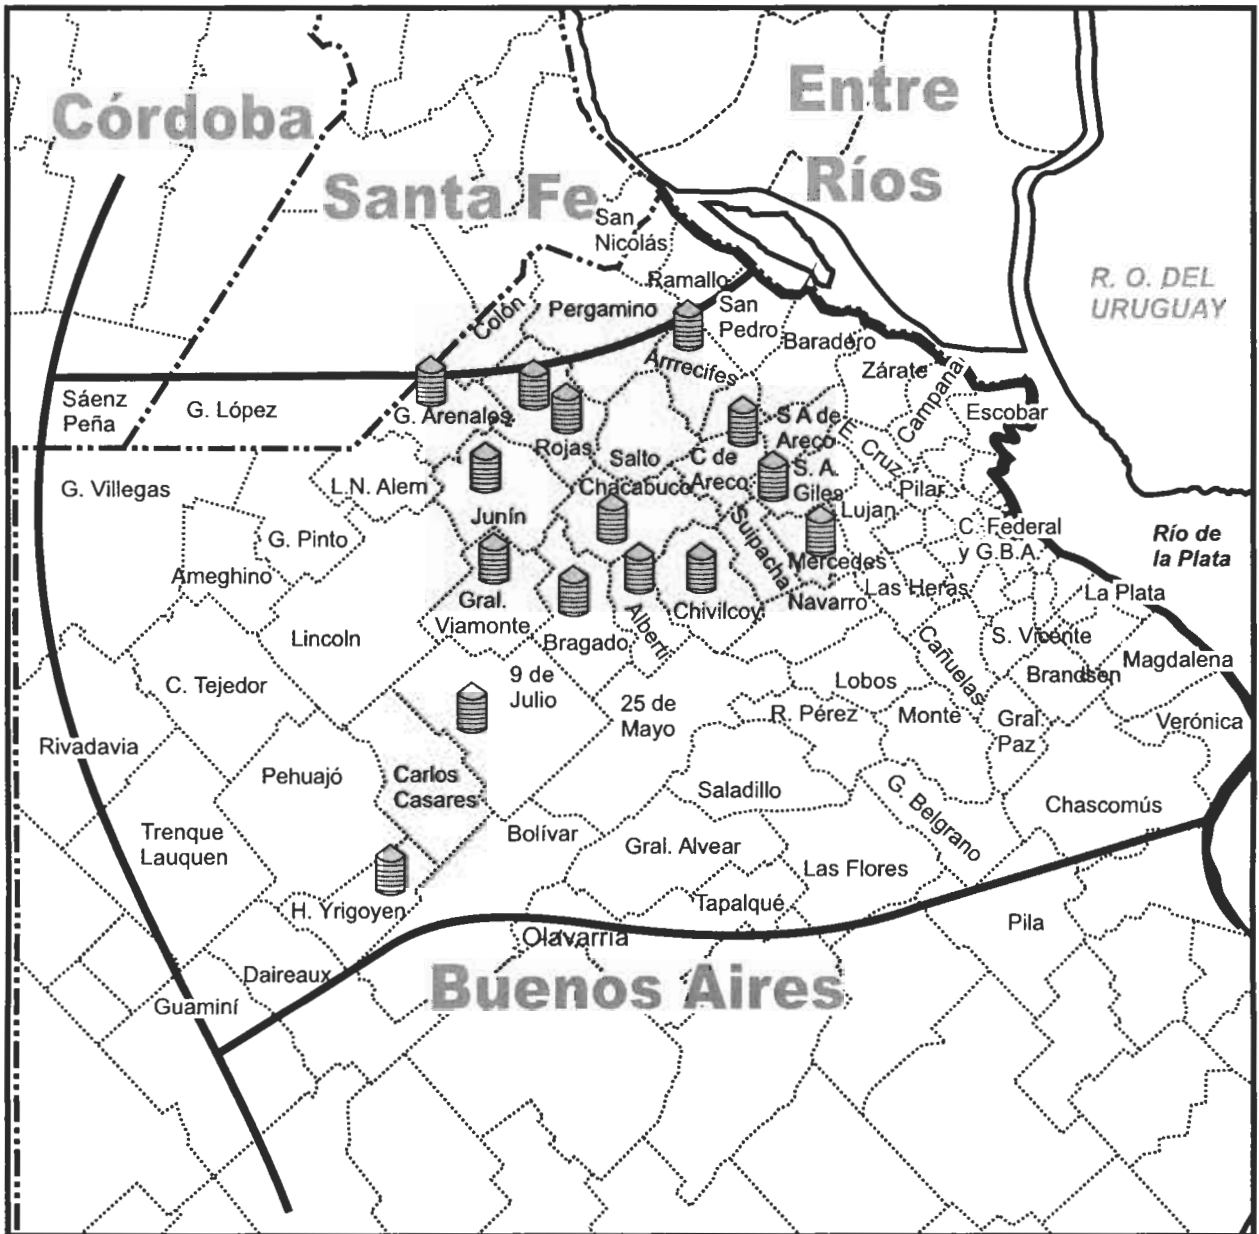 Córdoba
Entre
Ríos
Santa Fe
San
Nicolás
R. O. DEL
URUGUAY
Ramallo
Colón
Pergamino
San
Pedro
Baradero
Arrrecifes
Zárate
Campana
Sáenz
Peña
G. López
G. Arenales
Escobar
S A de
Areco
E. Cruz
Rojas
Salto
C de
Areco
S. A.
Giles
G. Villegas
L.N. Alem
Chacabuco
Pilar
Lujan
Junín
Suipacha
C. Federal
y G.B.A.
Río de
la Plata
G. Pinto
Ameghino
Mercedes
Las Heras
La Plata
Gral.
Viamonte
Chivilcoy
Navarro
Lincoln
Bragado
Alberti
Cañuelas
S. Vicente
Magdalena
Brandsen
C. Tejedor
9 de
Julio
25 de
Mayo
Lobos
R. Pérez
Monte
Gral
Paz
Verónica
Rivadavia
Pehuajó
Carlos
Casares
Saladillo
G. Belgrano
Chascomús
Trenque
Lauquen
Bolívar
Gral. Alvear
Las Flores
H. Yrigoyen
Tapalqué
Pila
Olavarría
Daireaux
Buenos Aires
Guaminí